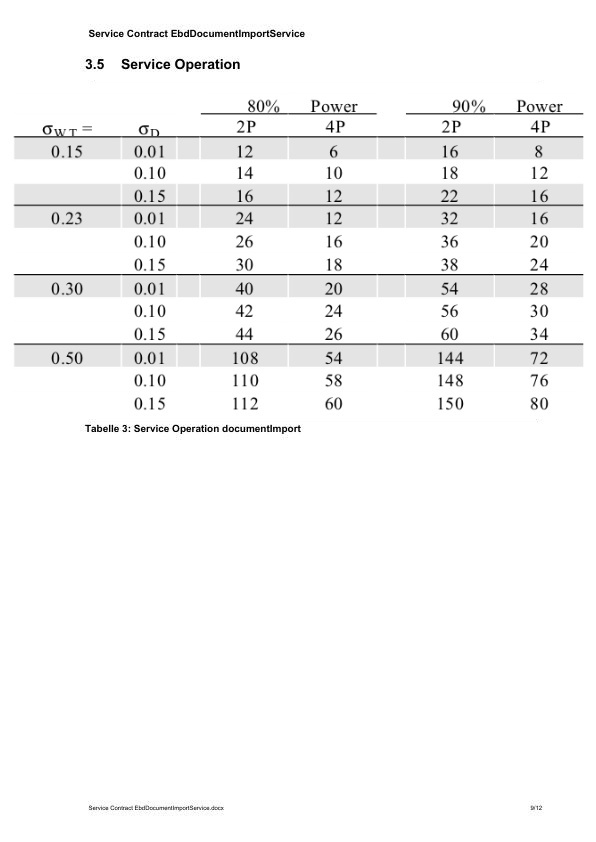 Service Contract EbdDocumentImportService
3.5 Service Operation
80% Power 90% Power
σWT = σD 2P 4P 2P 4P
0.15 0.01 12 6 16 8
0.10 14 10 18 12
0.15 16 12 22 16
0.23 0.01 24 12 32 16
0.10 26 16 36 20
0.15 30 18 38 24
0.30 0.01 40 20 54 28
0.10 42 24 56 30
0.15 44 26 60 34
0.50 0.01 108 54 144 72
0.10 110 58 148 76
0.15 112 60 150 80
Tabelle 3: Service Operation documentImport
Service Contract EbdDocumentImportService.docx 9/12